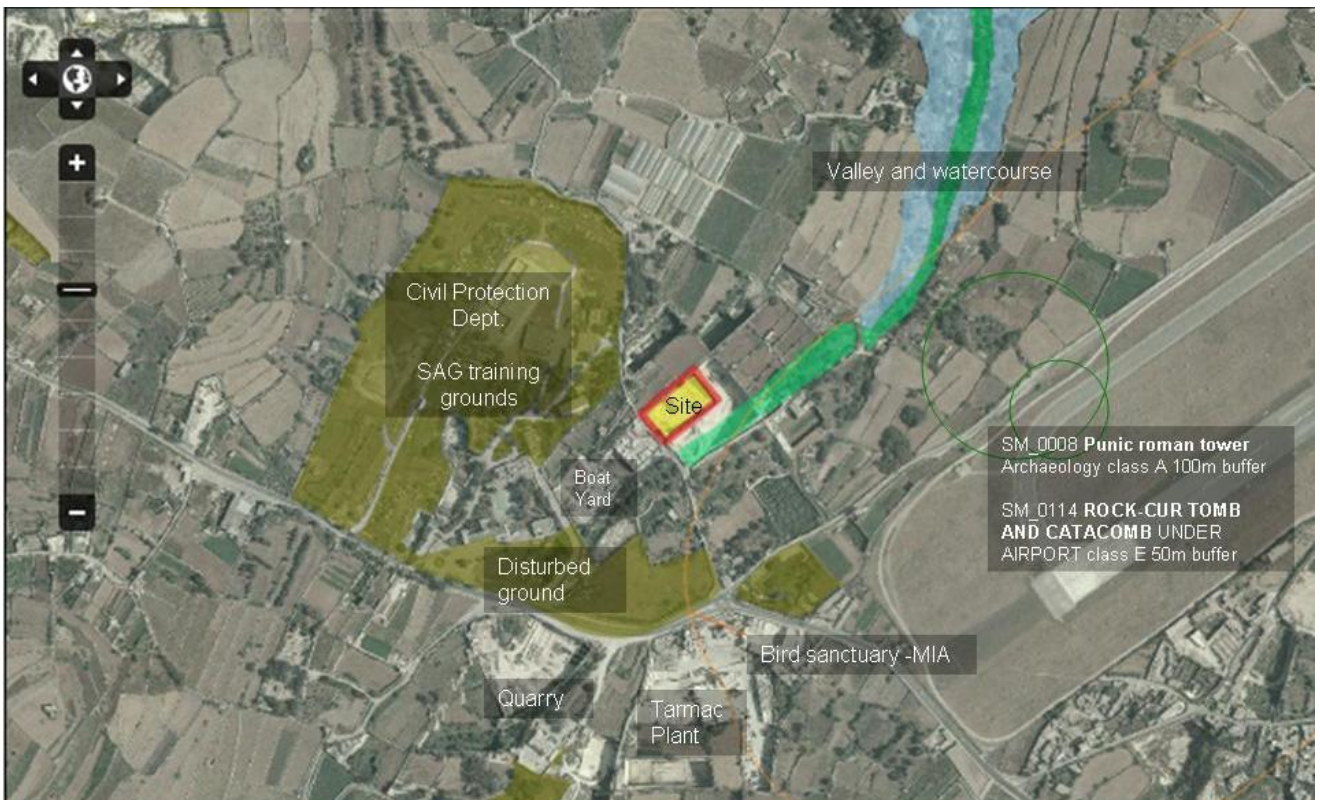 Valley and watercourse
Civil Protection
Dept.
SAG training
grounds
Site
SM_0008 Punic roman tower
Archaeology class A 100m buffer
SM_0114 ROCK-CUR TOMB
AND CATACOMB UNDER
AIRPORT class E 50m buffer
Boat
Yard
Disturbed
ground
Bird sanctuary -MIA
Quarry
Tarmac
Plant